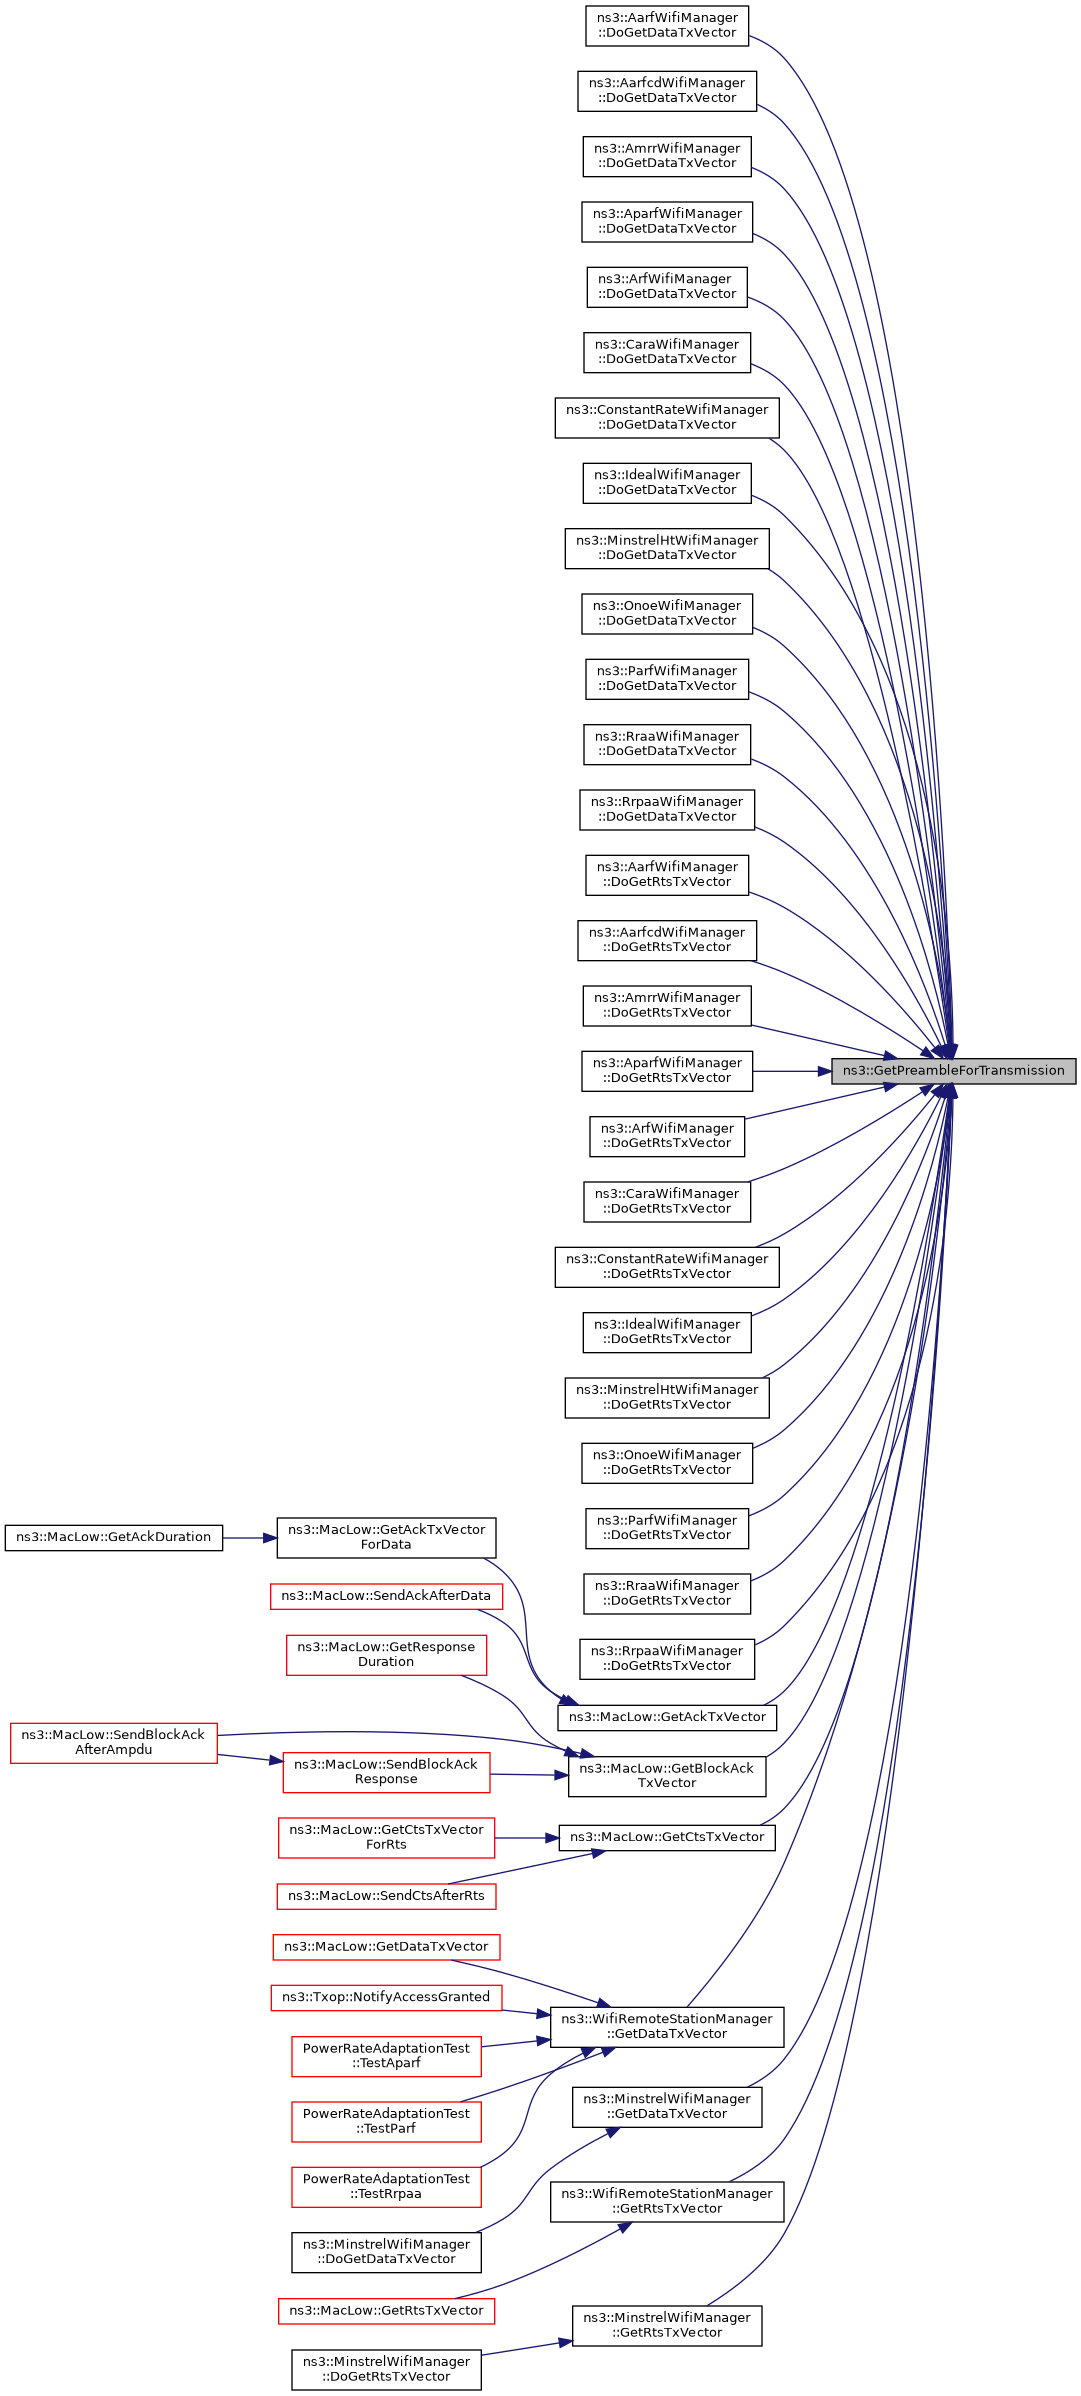 ns3::AarfWifiManager
::DoGetDataTxVector
ns3::AarfcdWifiManager
::DoGetDataTxVector
ns3::AmrrWifiManager
::DoGetDataTxVector
ns3::AparfWifiManager
::DoGetDataTxVector
ns3::ArfWifiManager
::DoGetDataTxVector
ns3::CaraWifiManager
::DoGetDataTxVector
ns3::ConstantRateWifiManager
::DoGetDataTxVector
ns3::IdealWifiManager
::DoGetDataTxVector
ns3::MinstrelHtWifiManager
::DoGetDataTxVector
ns3::OnoeWifiManager
::DoGetDataTxVector
ns3::ParfWifiManager
::DoGetDataTxVector
ns3::RraaWifiManager
::DoGetDataTxVector
ns3::RrpaaWifiManager
::DoGetDataTxVector
ns3::AarfWifiManager
::DoGetRtsTxVector
ns3::AarfcdWifiManager
::DoGetRtsTxVector
ns3::AmrrWifiManager
::DoGetRtsTxVector
ns3::GetPreambleForTransmission
ns3::AparfWifiManager
::DoGetRtsTxVector
ns3::ArfWifiManager
::DoGetRtsTxVector
ns3::CaraWifiManager
::DoGetRtsTxVector
ns3::ConstantRateWifiManager
::DoGetRtsTxVector
ns3::IdealWifiManager
::DoGetRtsTxVector
ns3::MinstrelHtWifiManager
::DoGetRtsTxVector
ns3::OnoeWifiManager
::DoGetRtsTxVector
ns3::ParfWifiManager
::DoGetRtsTxVector
ns3::MacLow::GetAckDuration
ns3::MacLow::GetAckTxVector
ForData
ns3::RraaWifiManager
::DoGetRtsTxVector
ns3::MacLow::SendAckAfterData
ns3::MacLow::GetResponse
Duration
ns3::RrpaaWifiManager
::DoGetRtsTxVector
ns3::MacLow::GetAckTxVector
ns3::MacLow::SendBlockAck
AfterAmpdu
ns3::MacLow::SendBlockAck
Response
ns3::MacLow::GetBlockAck
TxVector
ns3::MacLow::GetCtsTxVector
ForRts
ns3::MacLow::GetCtsTxVector
ns3::MacLow::SendCtsAfterRts
ns3::MacLow::GetDataTxVector
ns3::Txop::NotifyAccessGranted
ns3::WifiRemoteStationManager
::GetDataTxVector
PowerRateAdaptationTest
::TestAparf
PowerRateAdaptationTest
::TestParf
ns3::MinstrelWifiManager
::GetDataTxVector
PowerRateAdaptationTest
::TestRrpaa
ns3::WifiRemoteStationManager
::GetRtsTxVector
ns3::MinstrelWifiManager
::DoGetDataTxVector
ns3::MacLow::GetRtsTxVector
ns3::MinstrelWifiManager
::GetRtsTxVector
ns3::MinstrelWifiManager
::DoGetRtsTxVector